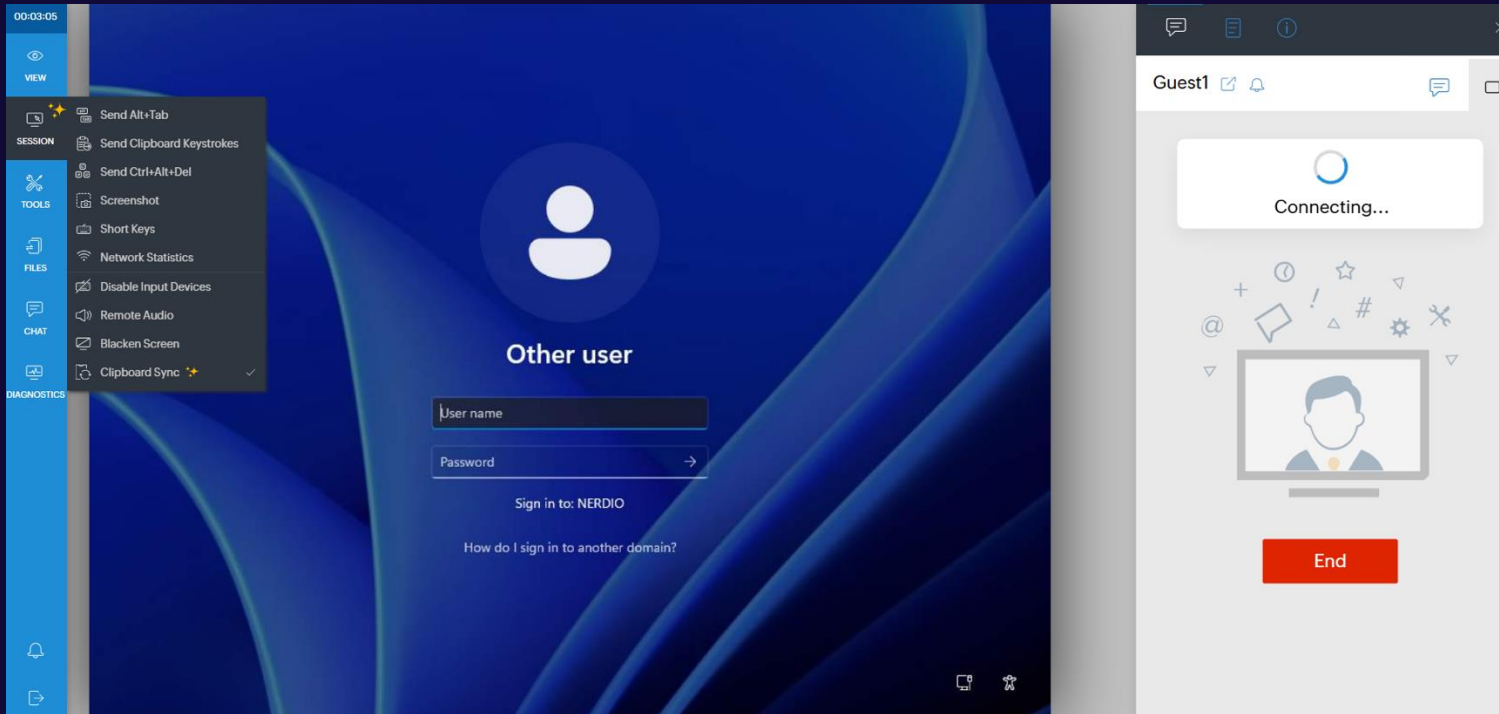 00:03:05
VIEW
SESSION
TOOLS
FILES
CHAT
DIAGNOSTICS
Send Alt+Tab
Send Clipboard Keystrokes
Send Ctrl+Alt+Del
Screenshot
Short Keys
Network Statistics
Disable Input Devices
Remote Audio
Blacken Screen
Clipboard Sync
Other user
User name
Password
Sign in to: NERDIO
How do I sign in to another domain?
Guest1
Connecting...
@ ! #
End